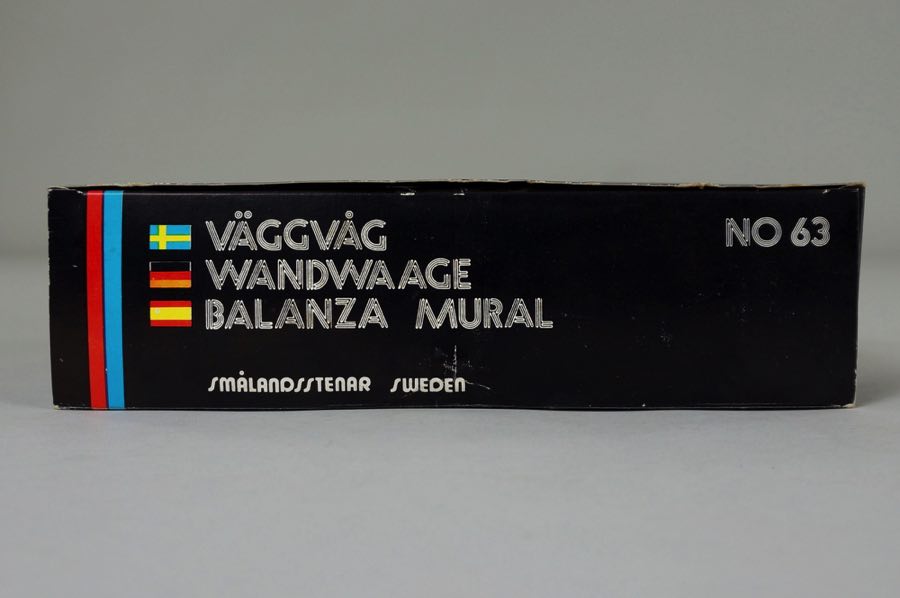 VÄGGVÅG
WANDWAAGE
BALANZA MURAL
NO 63
SMÅLANDSSTENAR SWEDEN